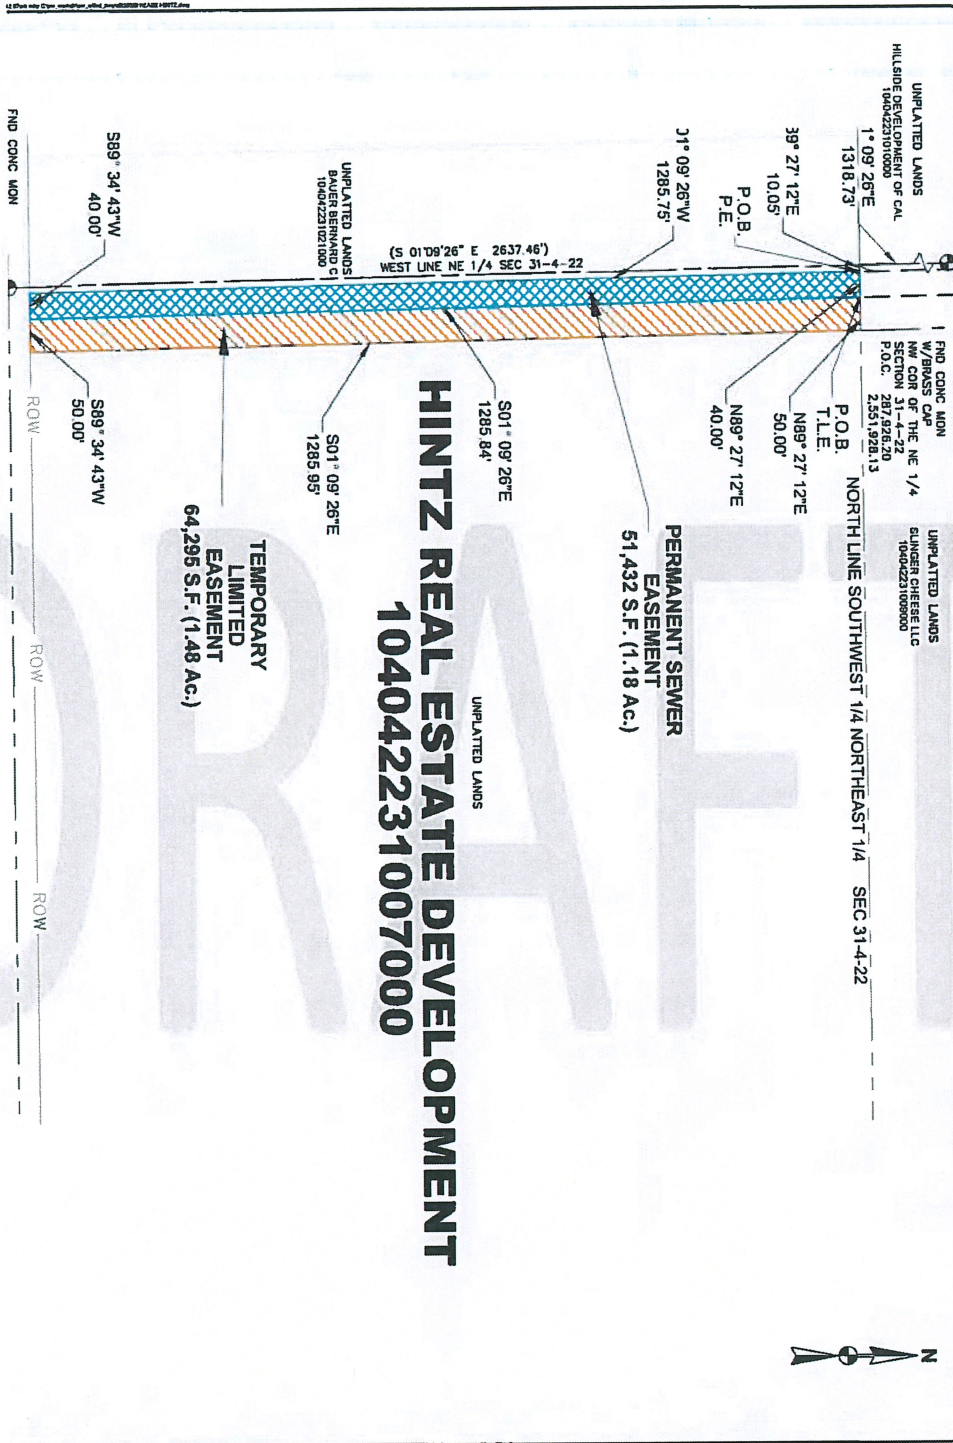 UNPLATTED LANDS
HILLSIDE DEVELOPMENT OF CAL
104042231010000
1° 09' 26"E
1318.73'
39° 27' 12"E
10.05'
P.O.B.
P.E.
01° 09' 26"W
1285.75'
UNPLATTED LANDS
BAUER BERNARD C
104042231021000
S89° 34' 43"W
40.00'
FND CONC MON
(S 01°09'26" E 2637.46')
WEST LINE NE 1/4 SEC 31-4-22
FND CONC MON
W/BRASS CAP
NW COR OF THE NE 1/4
SECTION 31-4-22
P.O.C. 287,926.20
2,551,928.13
UNPLATTED LANDS
SLINGER CHEESE LLC
104042231009000
NORTH LINE SOUTHWEST 1/4 NORTHEAST 1/4 SEC 31-4-22
P.O.B.
T.L.E.
N89° 27' 12"E
50.00'
N89° 27' 12"E
40.00'
PERMANENT SEWER
EASEMENT
51,432 S.F. (1.18 Ac.)
S01° 09' 26"E
1285.84'
UNPLATTED LANDS
HINTZ REAL ESTATE DEVELOPMENT
104042231007000
S01° 09' 26"E
1285.95'
TEMPORARY
LIMITED
EASEMENT
64,295 S.F. (1.48 Ac.)
S89° 34' 43"W
50.00'
ROW
ROW
ROW
N
DRAFT